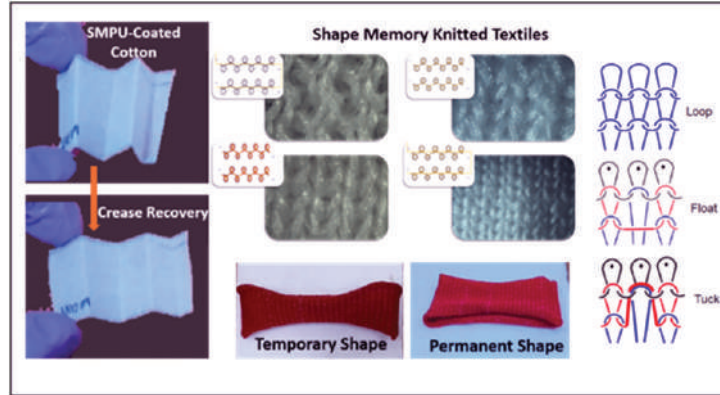 SMPU-Coated
Cotton
Crease Recovery
Shape Memory Knitted Textiles
Temporary Shape
Permanent Shape
Loop
Float
Tuck